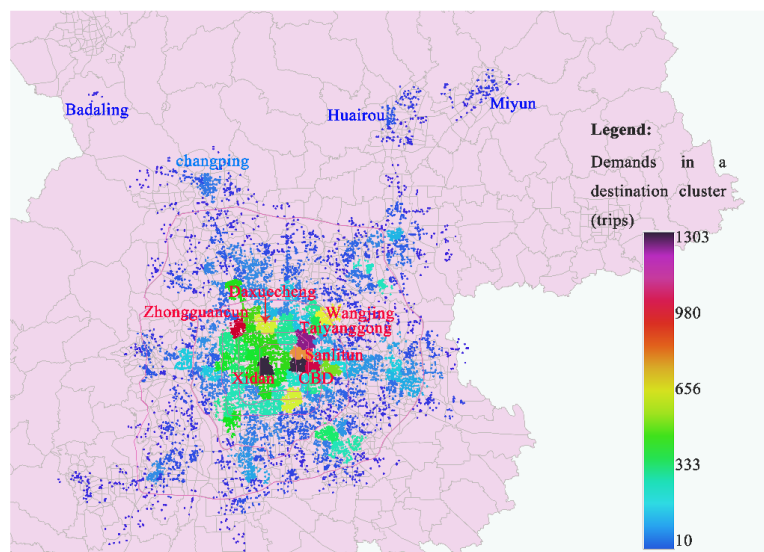 Badaling
Huairou
Miyun
changping
Daxuecheng
Zhongguancun
Wangjing
Taiyanggong
Sanlitun
Xidan
CBD
Legend:
Demands in a
destination cluster
(trips)
1303
980
656
333
10